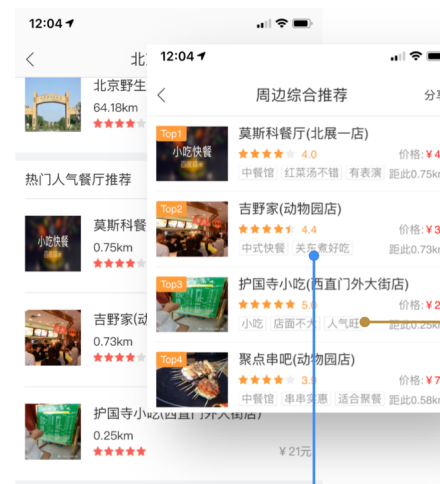 12:04
北
北京野生
64.18km
热门人气餐厅推荐
小吃快餐
莫斯科餐
0.75km
吉野家(动
0.73km
护国寺小吃(西直门外大街店)
0.25km
¥21元
12:04
周边综合推荐
分享
Top1
小吃快餐
莫斯科餐厅(北展一店)
4.0
价格:¥4
中餐馆 红菜汤不错 有表演 距此0.75k
Top2
吉野家(动物园店)
4.4
价格:¥3
中式快餐 关东煮好吃 距此0.73k
Top3
护国寺小吃(西直门外大街店)
5.0
价格:¥2
小吃 店面不大 人气旺 距此0.25k
Top4
聚点串吧(动物园店)
3.9
价格:¥7
中餐馆 串串实惠 适合聚餐 距此0.58k